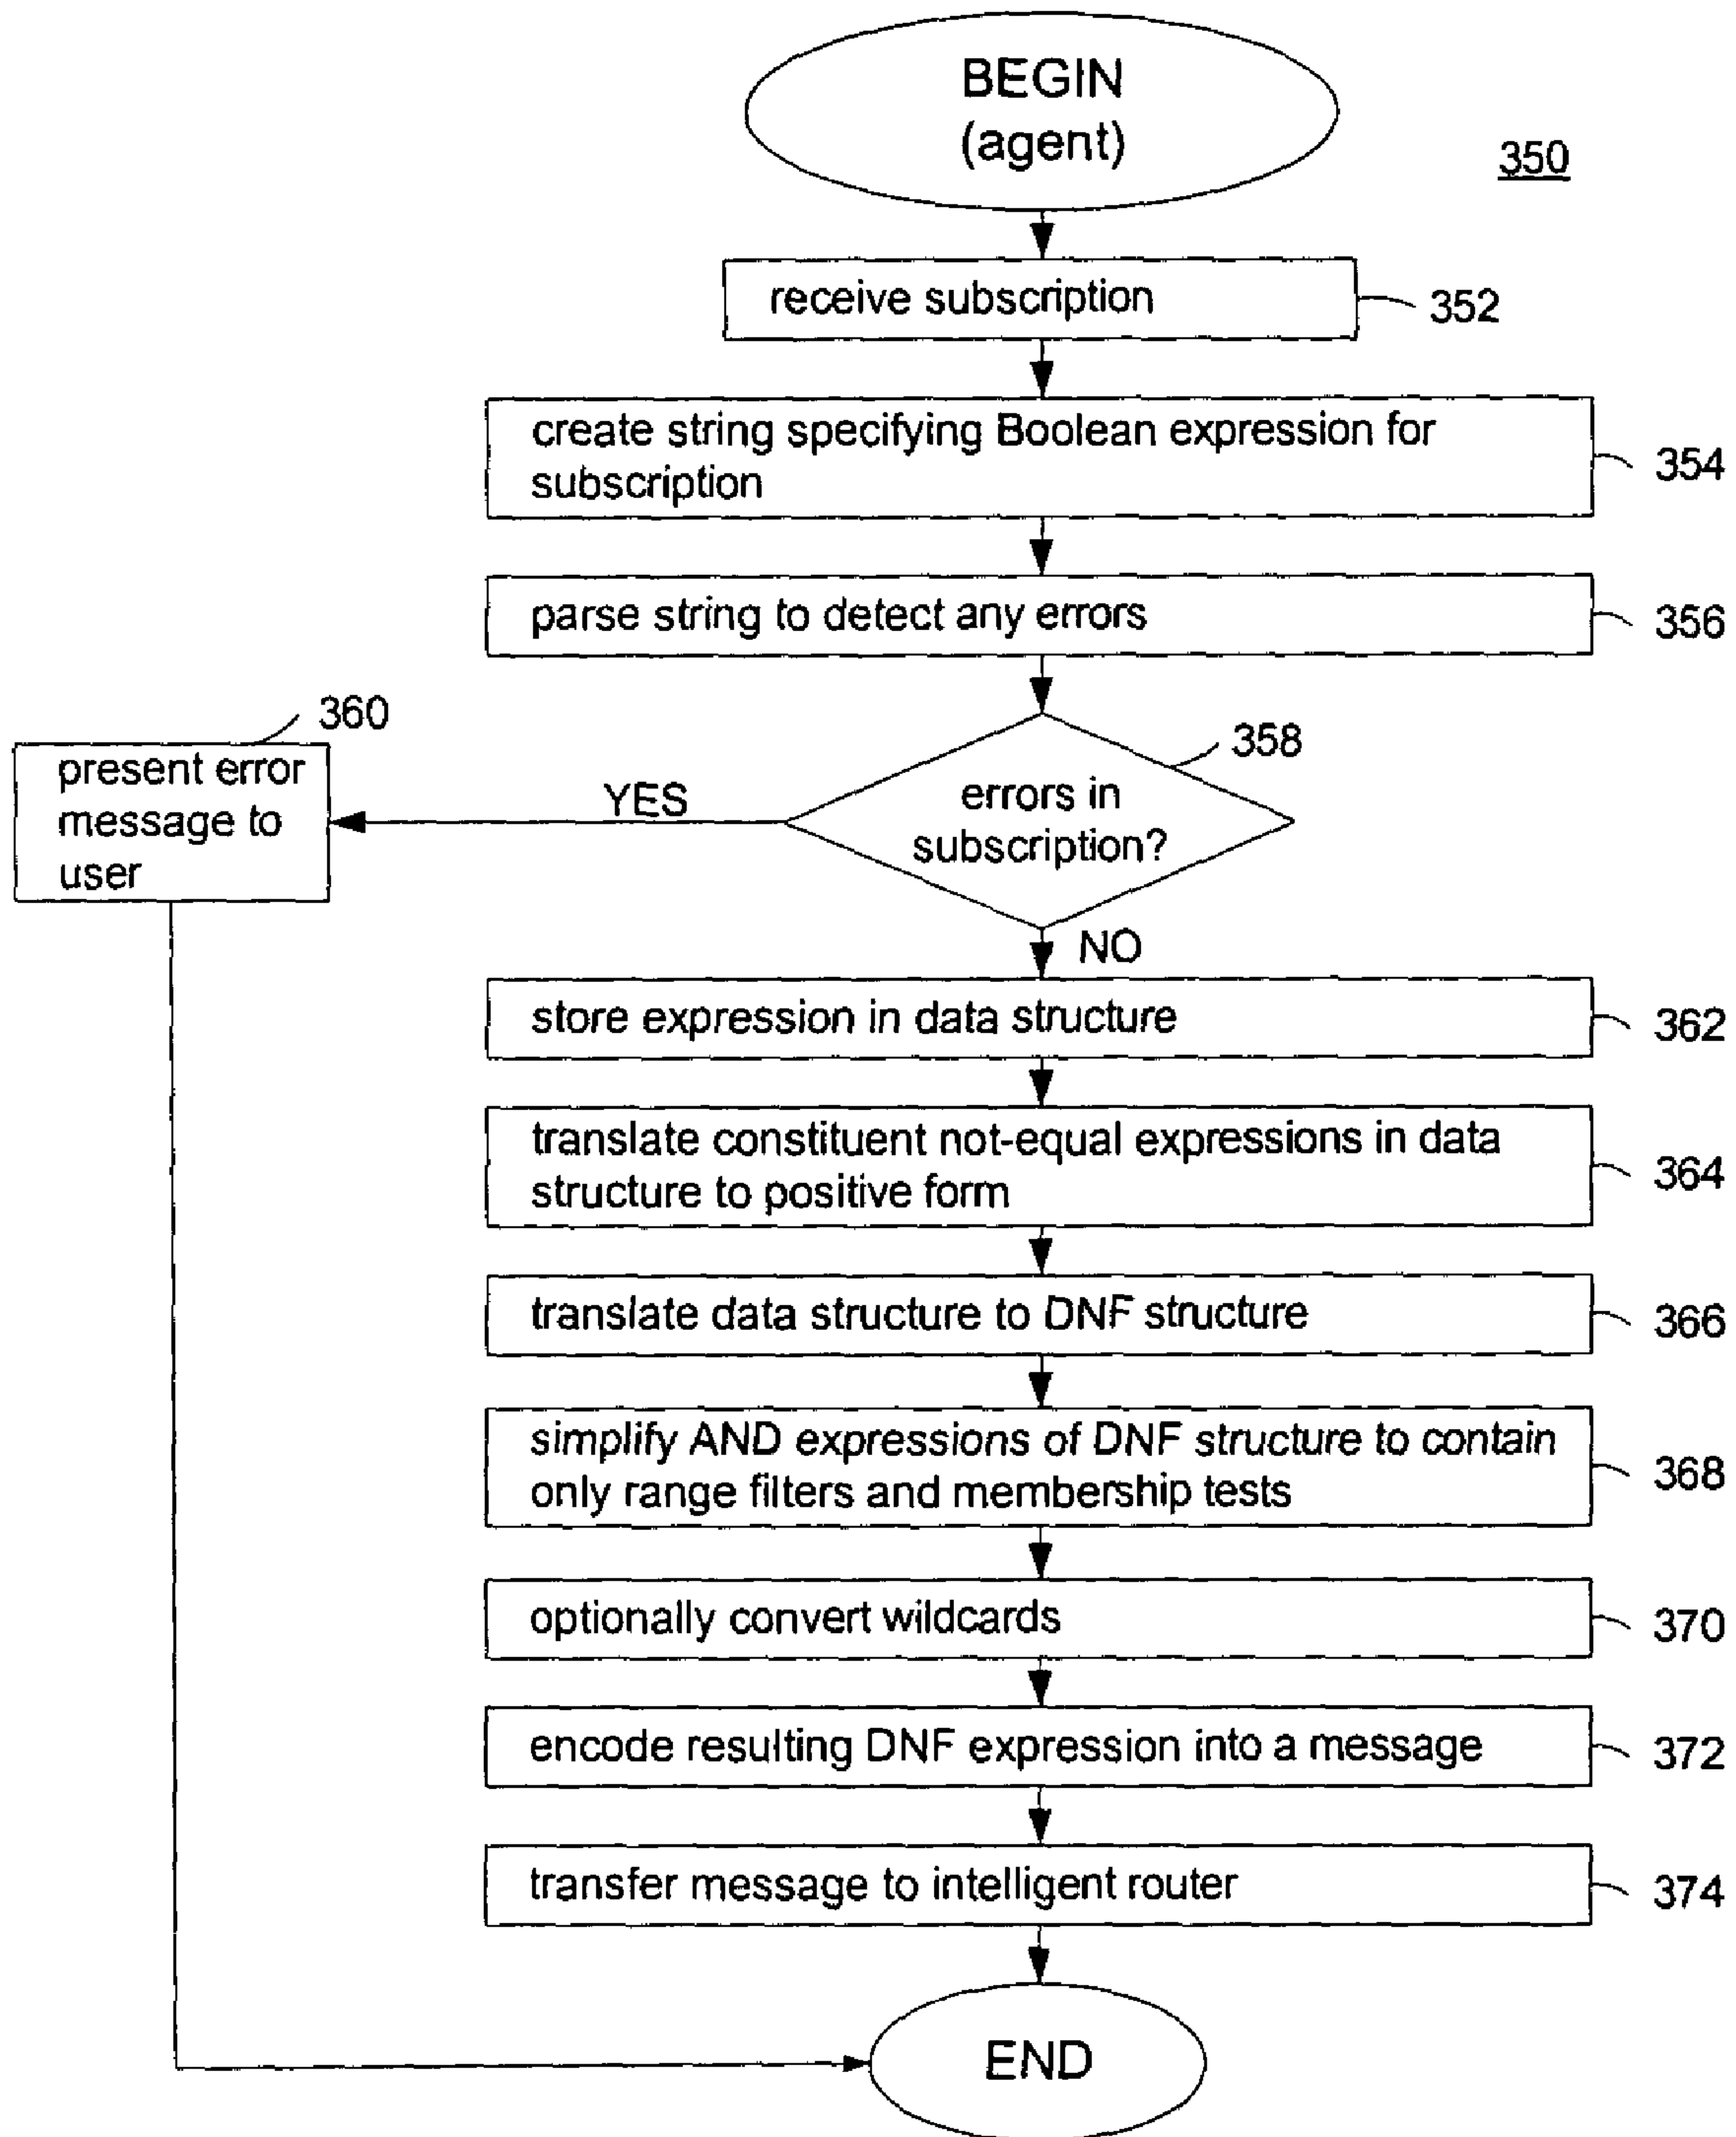 BEGIN
(agent)
350
receive subscription
352
create string specifying Boolean expression for
subscription
354
parse string to detect any errors
356
360
present error
message to
user
YES
errors in
subscription?
358
NO
store expression in data structure
362
translate constituent not-equal expressions in data
structure to positive form
364
translate data structure to DNF structure
366
simplify AND expressions of DNF structure to contain
only range filters and membership tests
368
optionally convert wildcards
370
encode resulting DNF expression into a message
372
transfer message to intelligent router
374
END